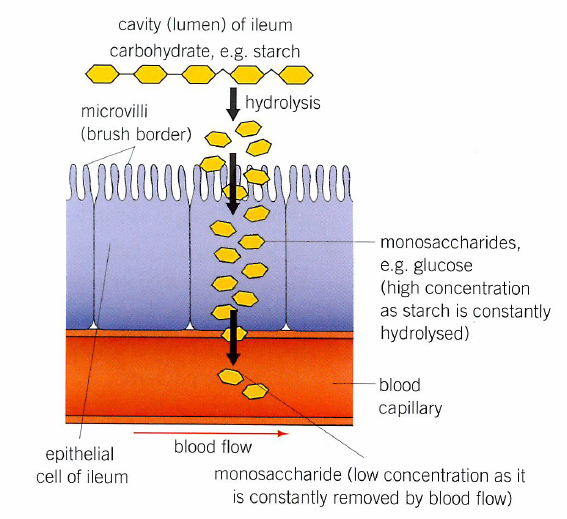 cavity (lumen) of ileum
carbohydrate, e.g. starch
hydrolysis
microvilli
(brush border)
monosaccharides,
e.g. glucose
(high concentration
as starch is constantly
hydrolysed)
blood
capillary
blood flow
epithelial
cell of ileum
monosaccharide (low concentration as it
is constantly removed by blood flow)